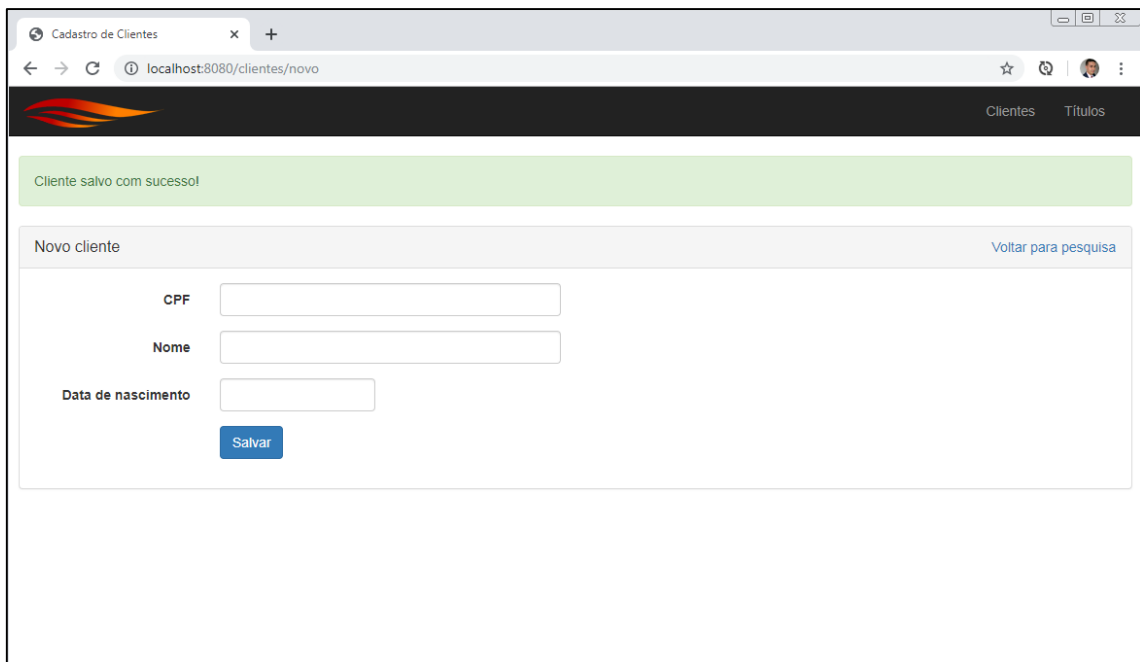 Cadastro de Clientes
localhost:8080/clientes/novo
Clientes Títulos
Cliente salvo com sucesso!
Novo cliente Voltar para pesquisa
CPF
Nome
Data de nascimento
Salvar